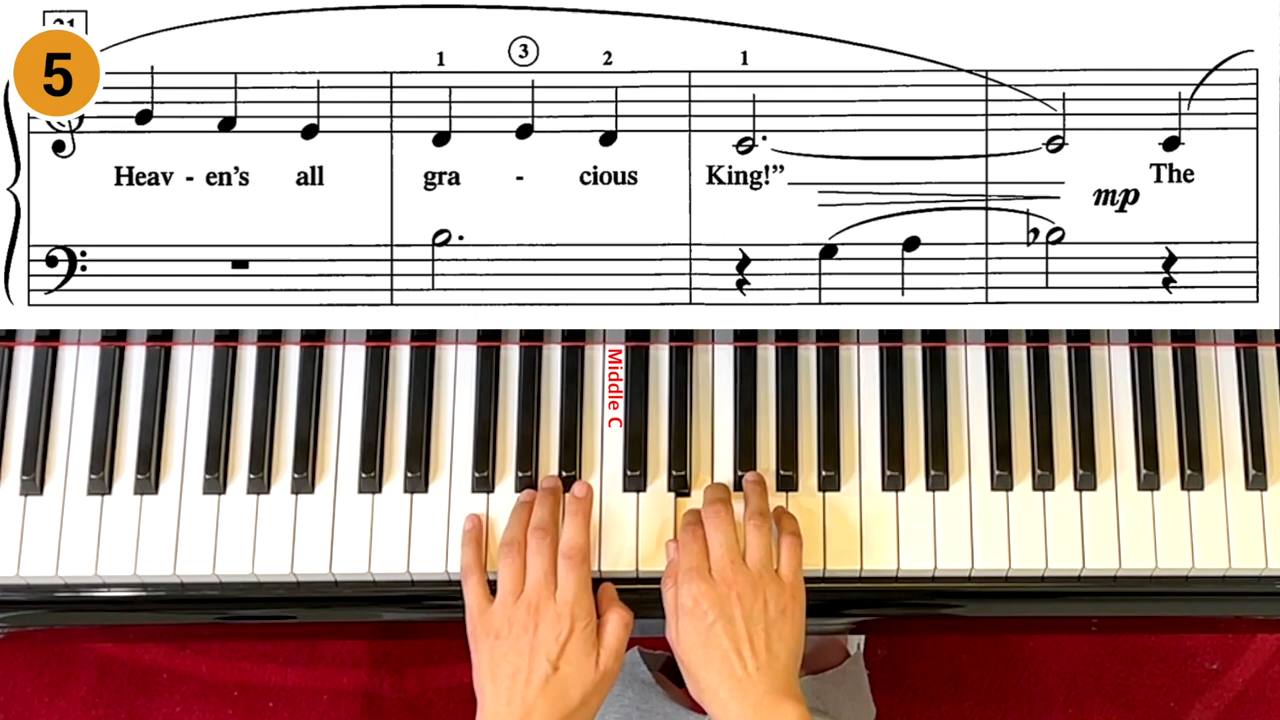 5
1 3 2 1
Heav - en's all gra - cious King!” The
mp
Middle C